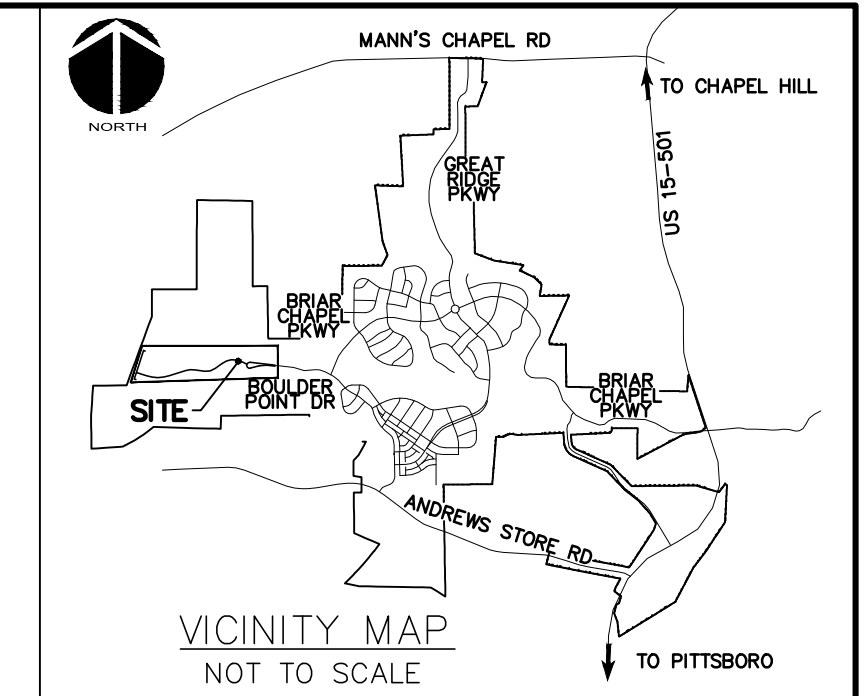 MANN'S CHAPEL RD
NORTH
TO CHAPEL HILL
US 15-501
GREAT
RIDGE
PKWY
BRIAR
CHAPEL
PKWY
BOULDER
POINT DR
SITE
BRIAR
CHAPEL
PKWY
ANDREWS STORE RD
VICINITY MAP
NOT TO SCALE
TO PITTSBORO